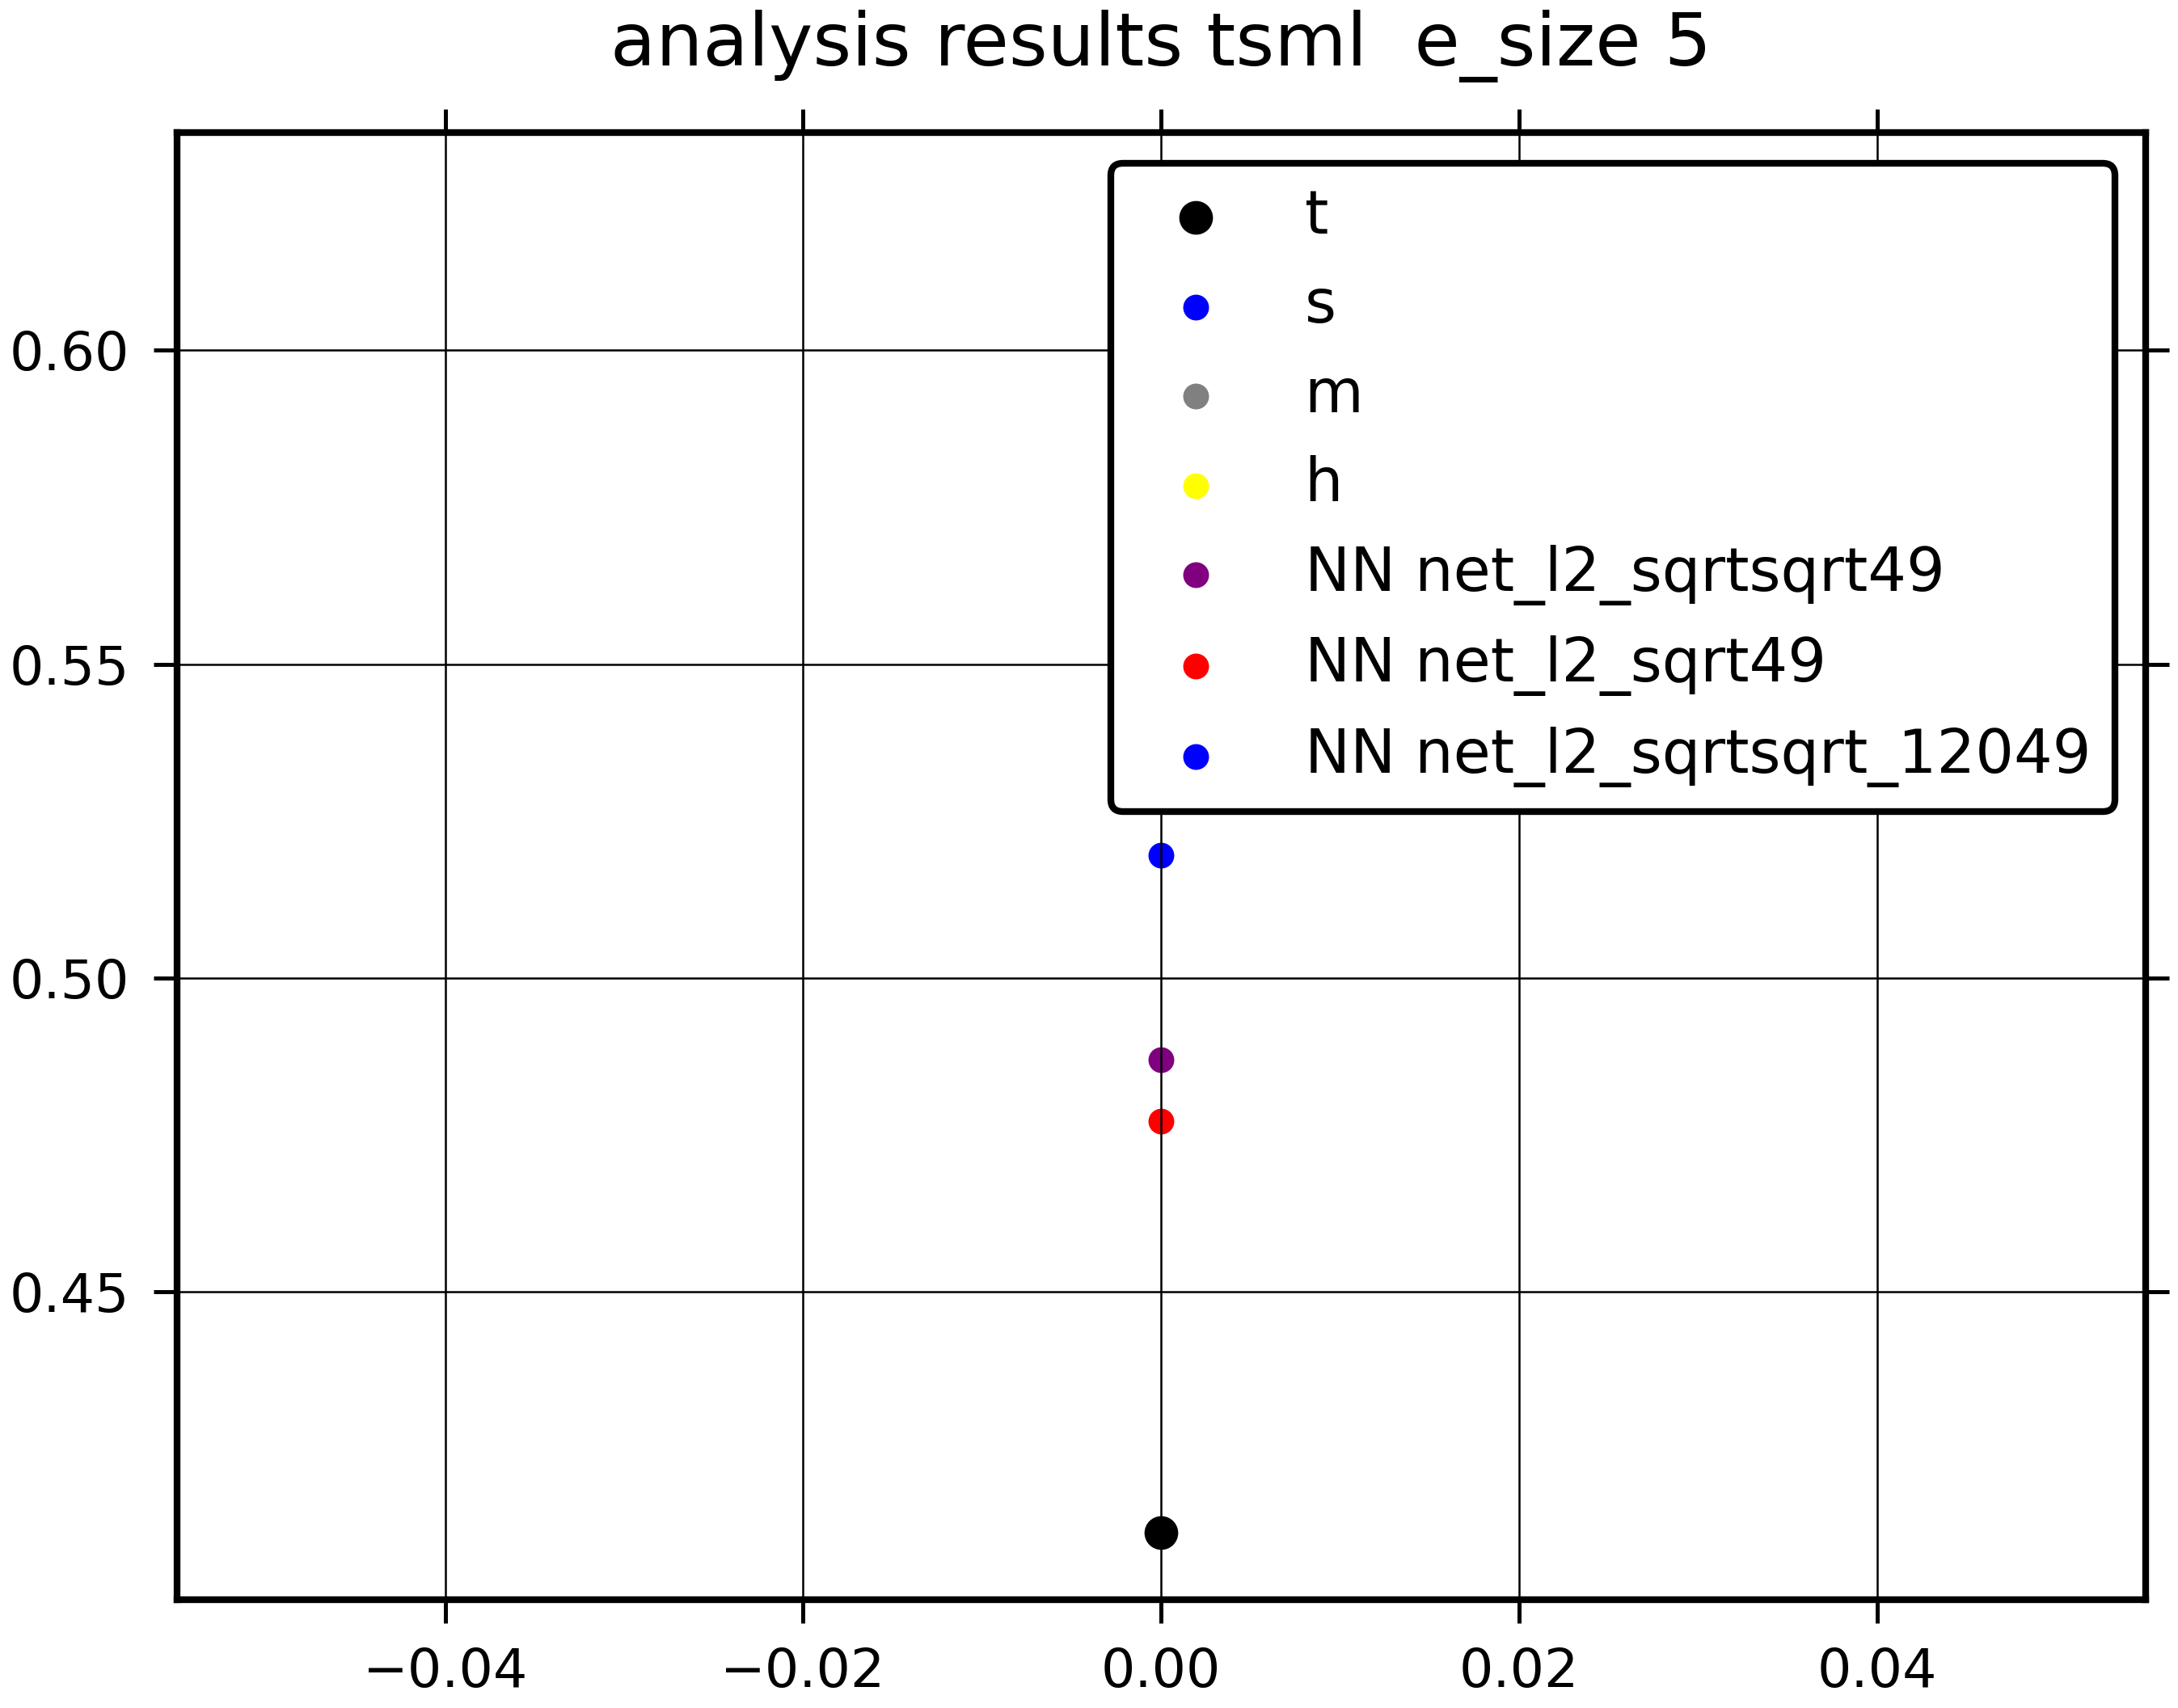 analysis results tsml  e_size 5
t
s
m
h
NN net_l2_sqrtsqrt49
NN net_l2_sqrt49
NN net_l2_sqrtsqrt_12049
0.60
0.55
0.50
0.45
−0.04
−0.02
0.00
0.02
0.04